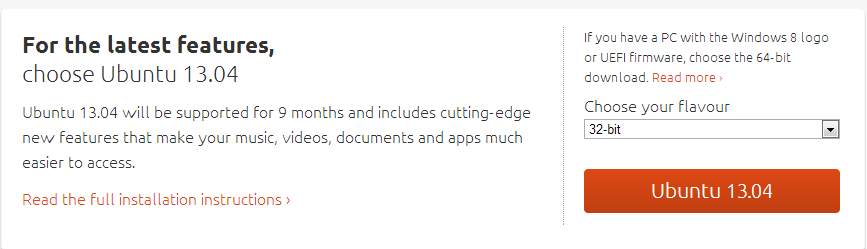 For the latest features,
choose Ubuntu 13.04
Ubuntu 13.04 will be supported for 9 months and includes cutting-edge
new features that make your music, videos, documents and apps much
easier to access.
Read the full installation instructions ›
If you have a PC with the Windows 8 logo
or UEFI firmware, choose the 64-bit
download. Read more ›
Choose your flavour
32-bit
Ubuntu 13.04